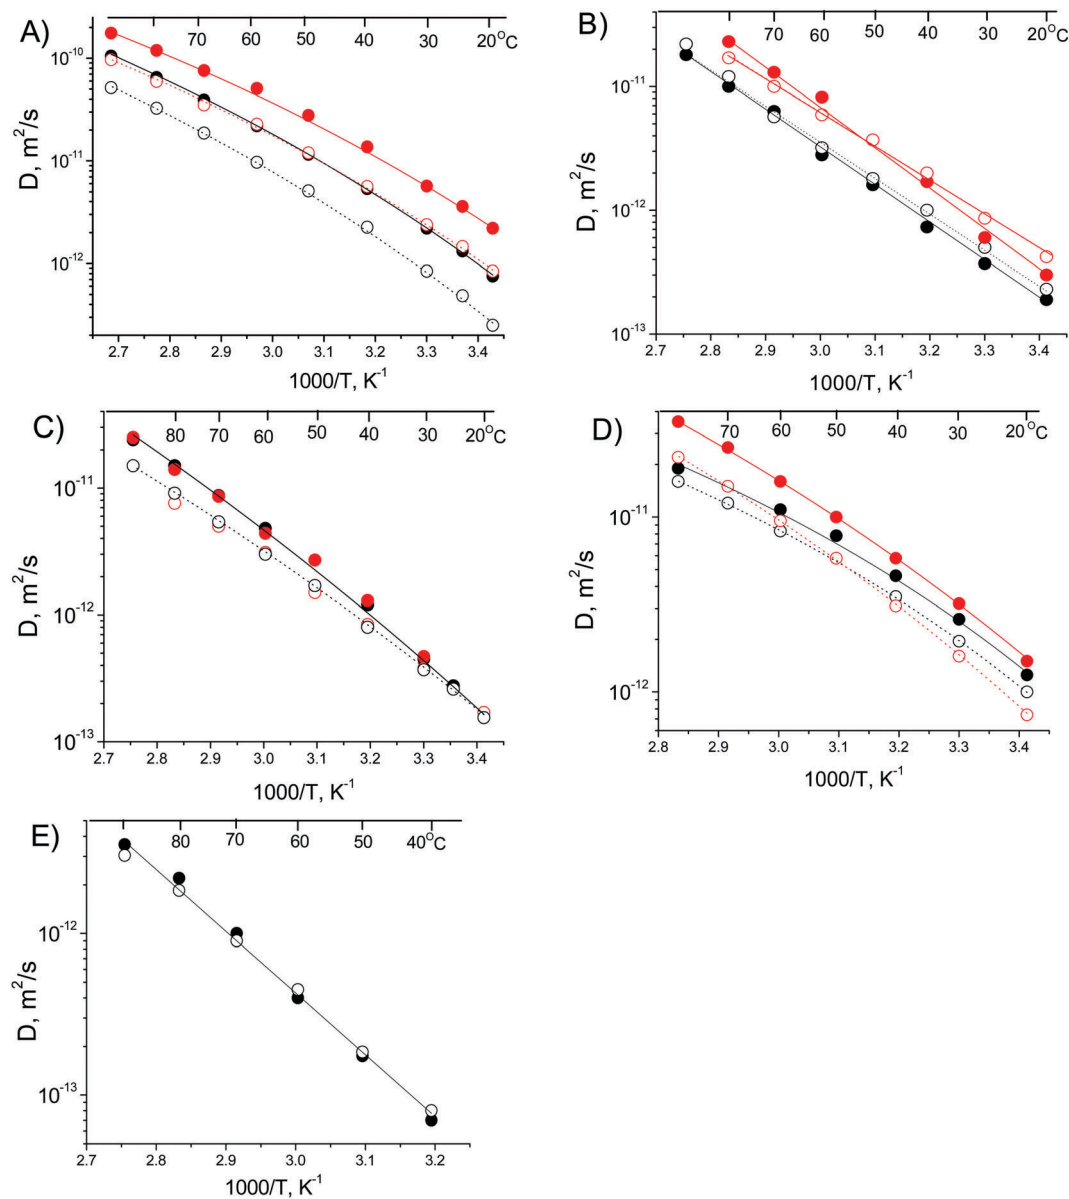 A)
70 60 50 40 30 20°C
10⁻¹⁰
10⁻¹¹
10⁻¹²
D, m²/s
2.7 2.8 2.9 3.0 3.1 3.2 3.3 3.4
1000/T, K⁻¹
B)
80 70 60 50 40 30 20°C
10⁻¹¹
10⁻¹²
10⁻¹³
D, m²/s
2.7 2.8 2.9 3.0 3.1 3.2 3.3 3.4
1000/T, K⁻¹
C)
80 70 60 50 40 30 20°C
10⁻¹¹
10⁻¹²
10⁻¹³
D, m²/s
2.7 2.8 2.9 3.0 3.1 3.2 3.3 3.4
1000/T, K⁻¹
D)
70 60 50 40 30 20°C
10⁻¹¹
10⁻¹²
D, m²/s
2.8 2.9 3.0 3.1 3.2 3.3 3.4
1000/T, K⁻¹
E)
80 70 60 50 40°C
10⁻¹²
10⁻¹³
D, m²/s
2.7 2.8 2.9 3.0 3.1 3.2
1000/T, K⁻¹